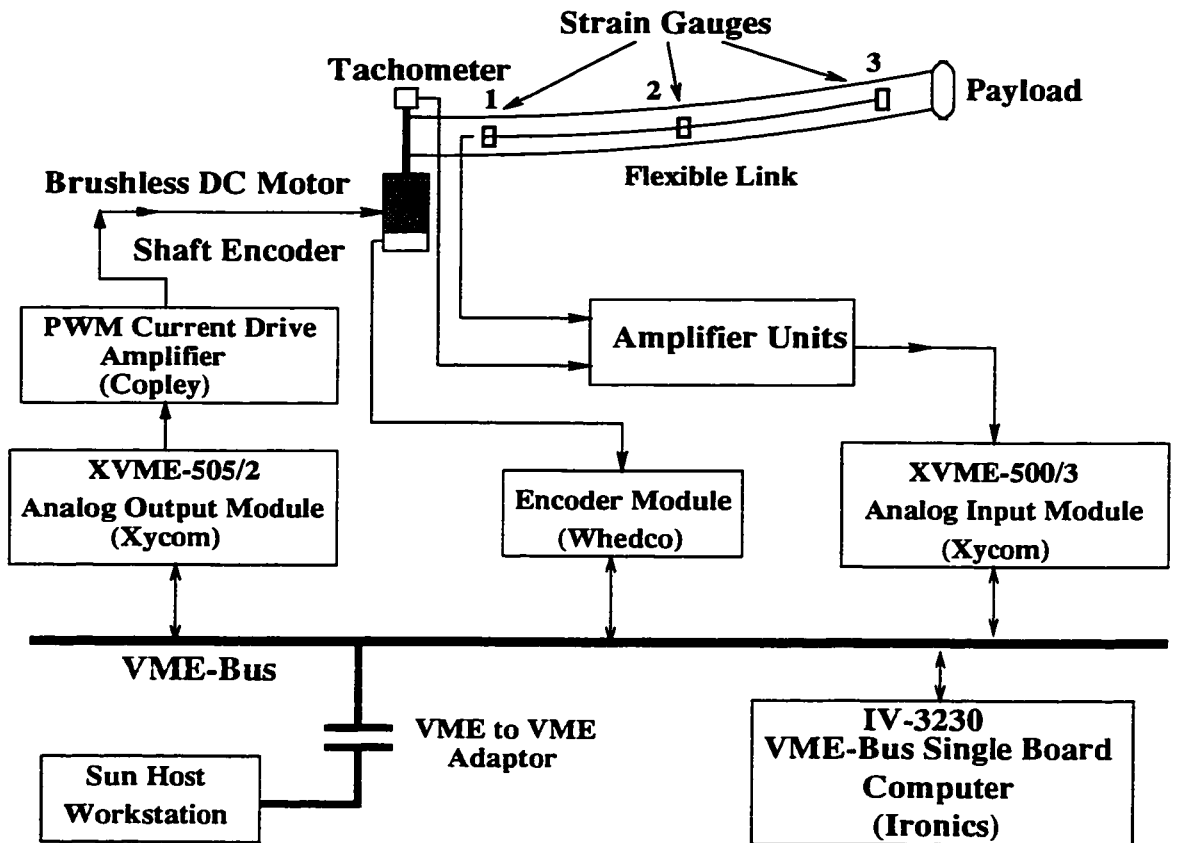 Strain Gauges
Tachometer
1
2
3
Payload
Flexible Link
Brushless DC Motor
Shaft Encoder
PWM Current Drive
Amplifier
(Copley)
Amplifier Units
XVME-505/2
Analog Output Module
(Xycom)
Encoder Module
(Whedco)
XVME-500/3
Analog Input Module
(Xycom)
VME-Bus
VME to VME
Adaptor
Sun Host
Workstation
IV-3230
VME-Bus Single Board
Computer
(Ironics)